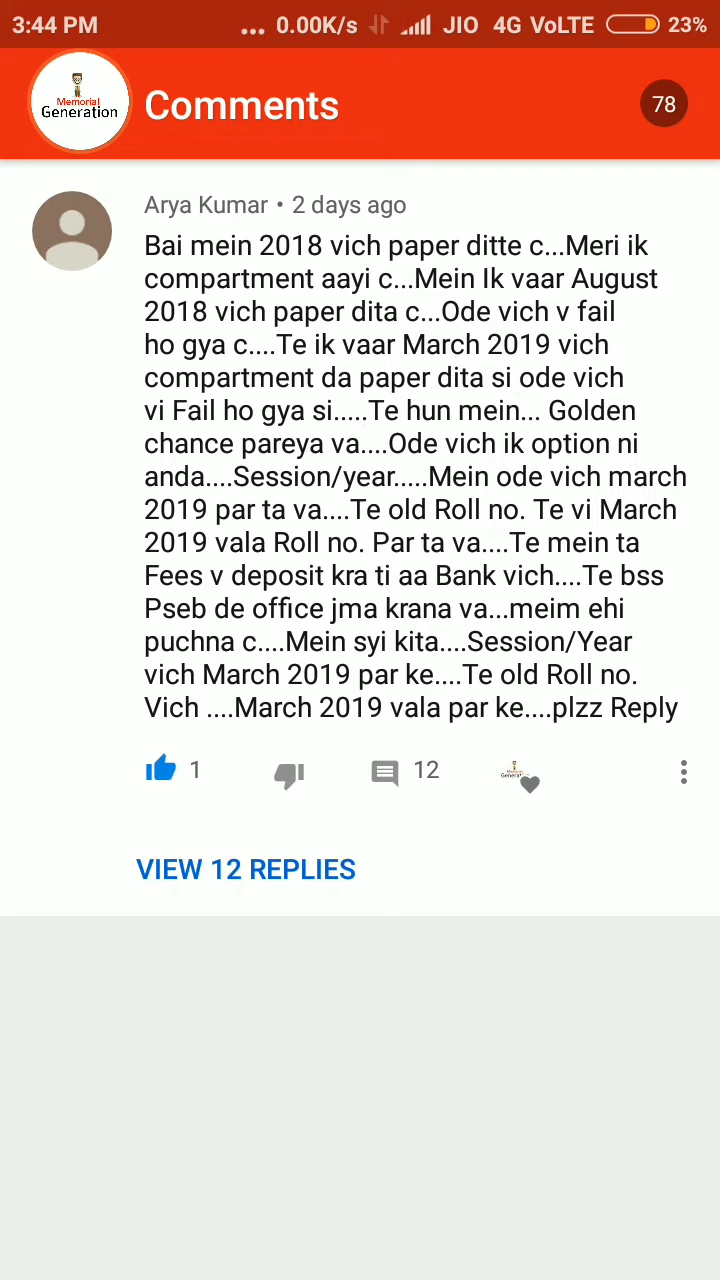 3:44 PM ... 0.00K/s JIO 4G VoLTE 23%
Memorial
Generation
Comments
78
Arya Kumar • 2 days ago
Bai mein 2018 vich paper ditte c...Meri ik
compartment aayi c...Mein Ik vaar August
2018 vich paper dita c...Ode vich v fail
ho gya c....Te ik vaar March 2019 vich
compartment da paper dita si ode vich
vi Fail ho gya si.....Te hun mein... Golden
chance pareya va....Ode vich ik option ni
anda....Session/year.....Mein ode vich march
2019 par ta va....Te old Roll no. Te vi March
2019 vala Roll no. Par ta va....Te mein ta
Fees v deposit kra ti aa Bank vich....Te bss
Pseb de office jma krana va...meim ehi
puchna c....Mein syi kita....Session/Year
vich March 2019 par ke....Te old Roll no.
Vich ....March 2019 vala par ke....plzz Reply
1 12
Memorial
Generation
VIEW 12 REPLIES